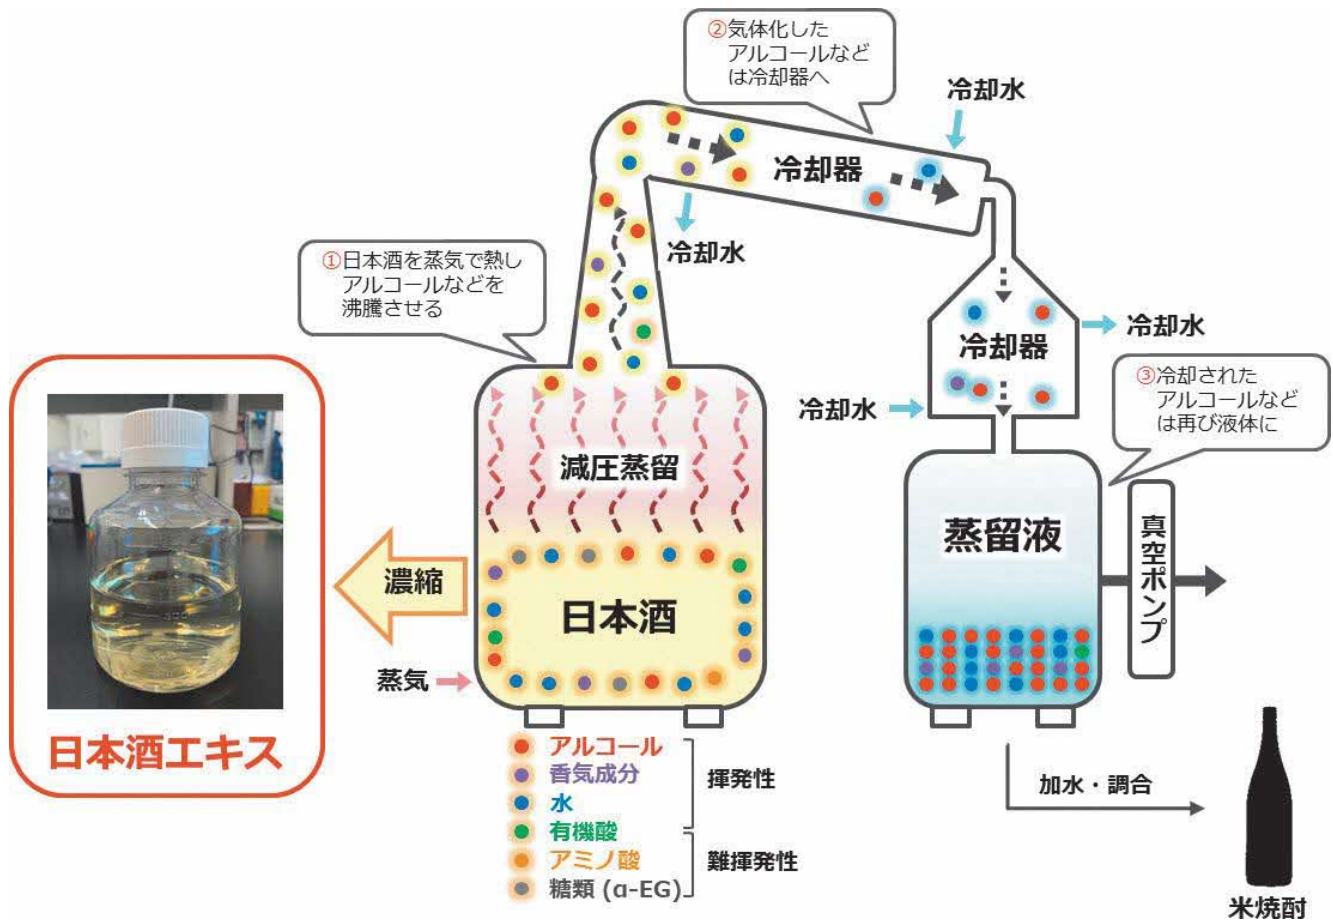 ②気体化した
アルコールなど
は冷却器へ
冷却水
冷却器
冷却水
①日本酒を蒸気で熱し
アルコールなどを
沸騰させる
冷却水
冷却器
冷却水
③冷却された
アルコールなど
は再び液体に
減圧蒸留
蒸留液
真空ポンプ
濃縮
日本酒
蒸気
日本酒エキス
アルコール
香気成分
水
揮発性
有機酸
アミノ酸
糖類 (α-EG)
難揮発性
加水・調合
米焼酎